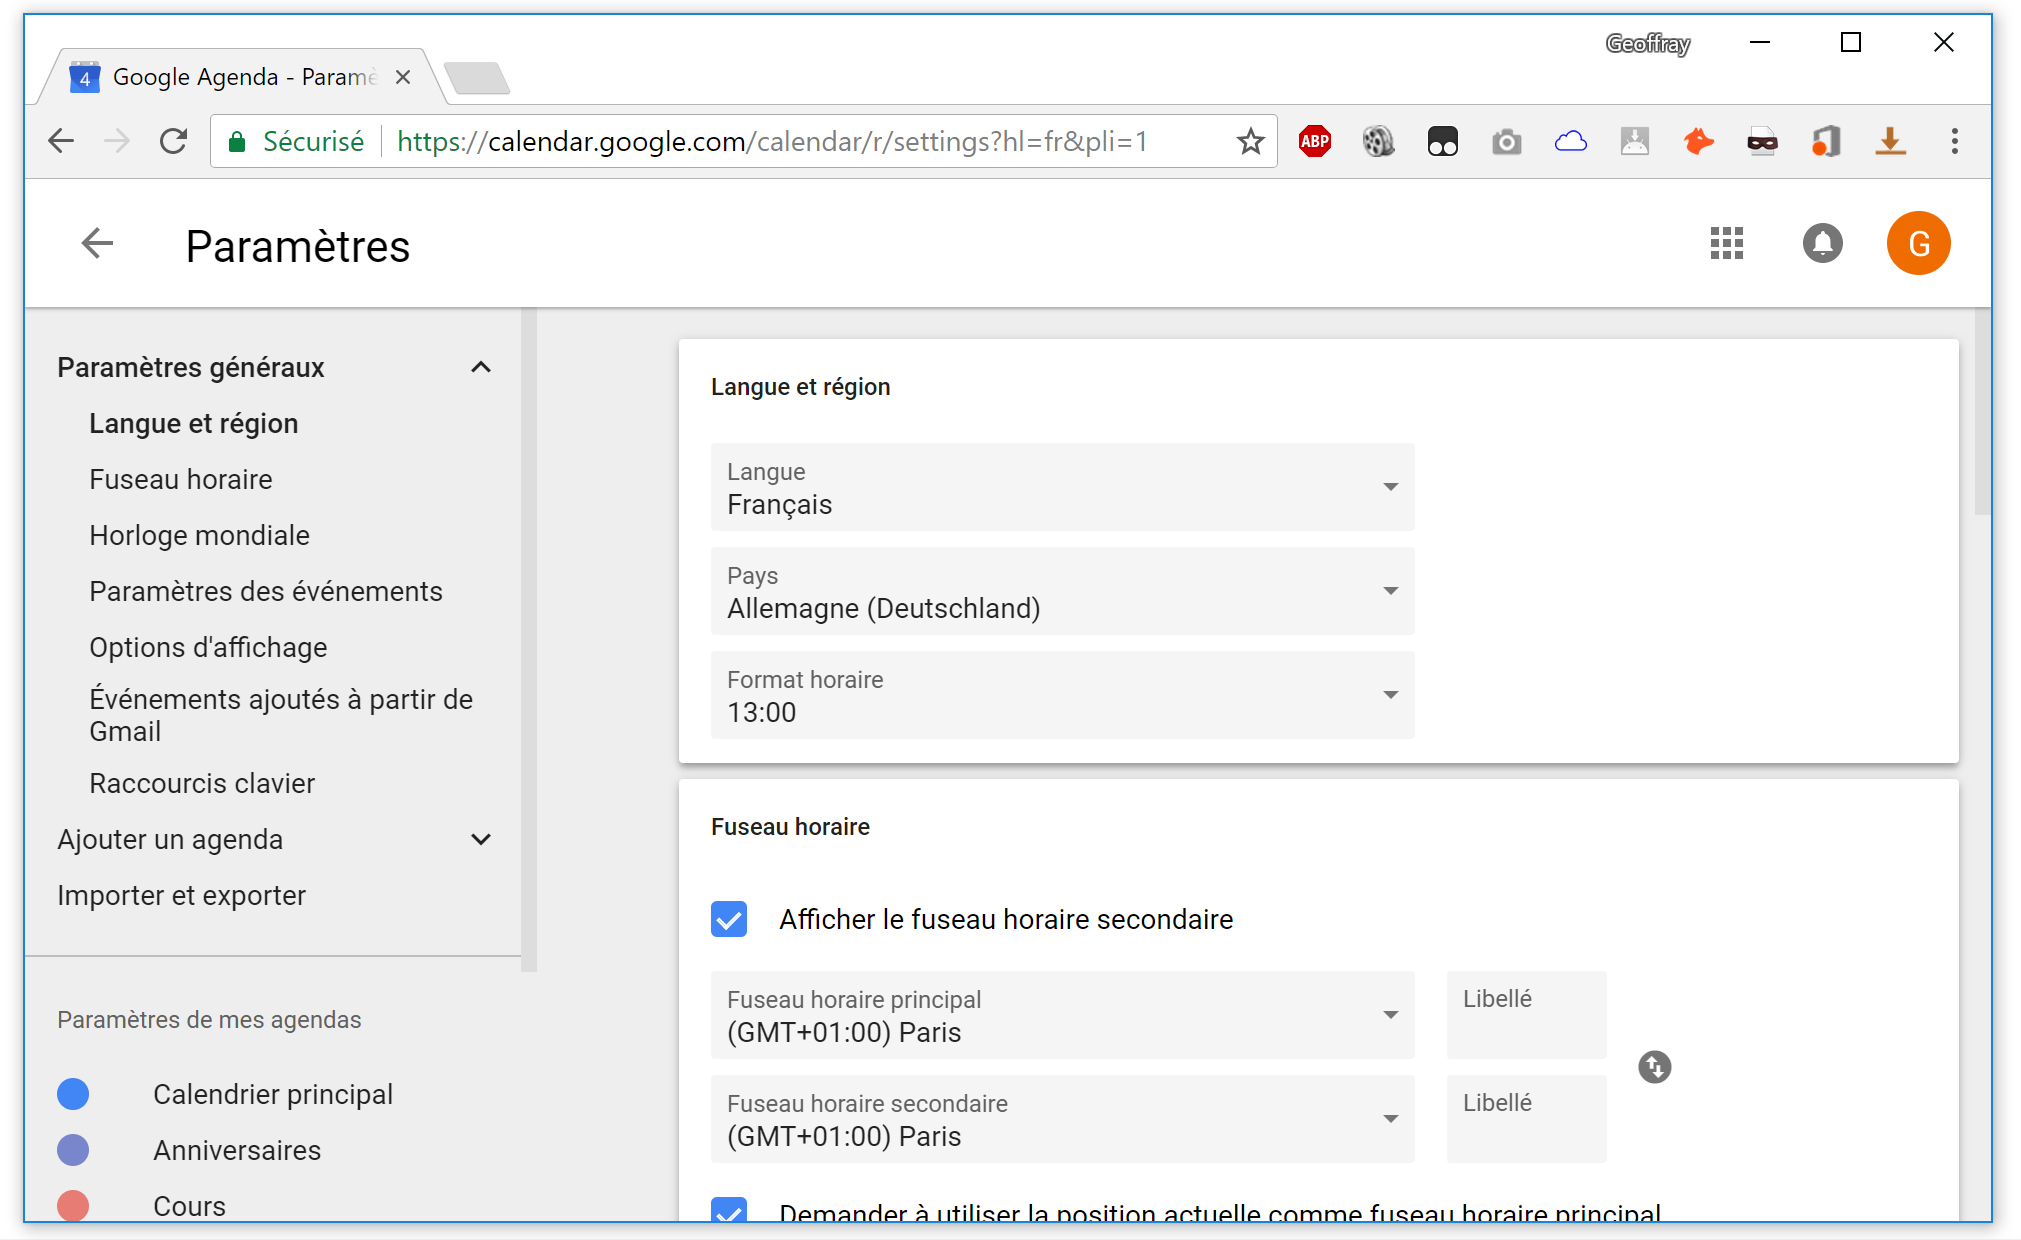 Geoffray
4
Google Agenda - Paramè
Sécurisé
https://calendar.google.com/calendar/r/settings?hl=fr&pli=1
ABP
Paramètres
G
Paramètres généraux
Langue et région
Fuseau horaire
Horloge mondiale
Paramètres des événements
Options d'affichage
Événements ajoutés à partir de
Gmail
Raccourcis clavier
Ajouter un agenda
Importer et exporter
Paramètres de mes agendas
Calendrier principal
Anniversaires
Cours
Langue et région
Langue
Français
Pays
Allemagne (Deutschland)
Format horaire
13:00
Fuseau horaire
Afficher le fuseau horaire secondaire
Fuseau horaire principal
(GMT+01:00) Paris
Libellé
Fuseau horaire secondaire
(GMT+01:00) Paris
Libellé
Demander à utiliser la position actuelle comme fuseau horaire principal